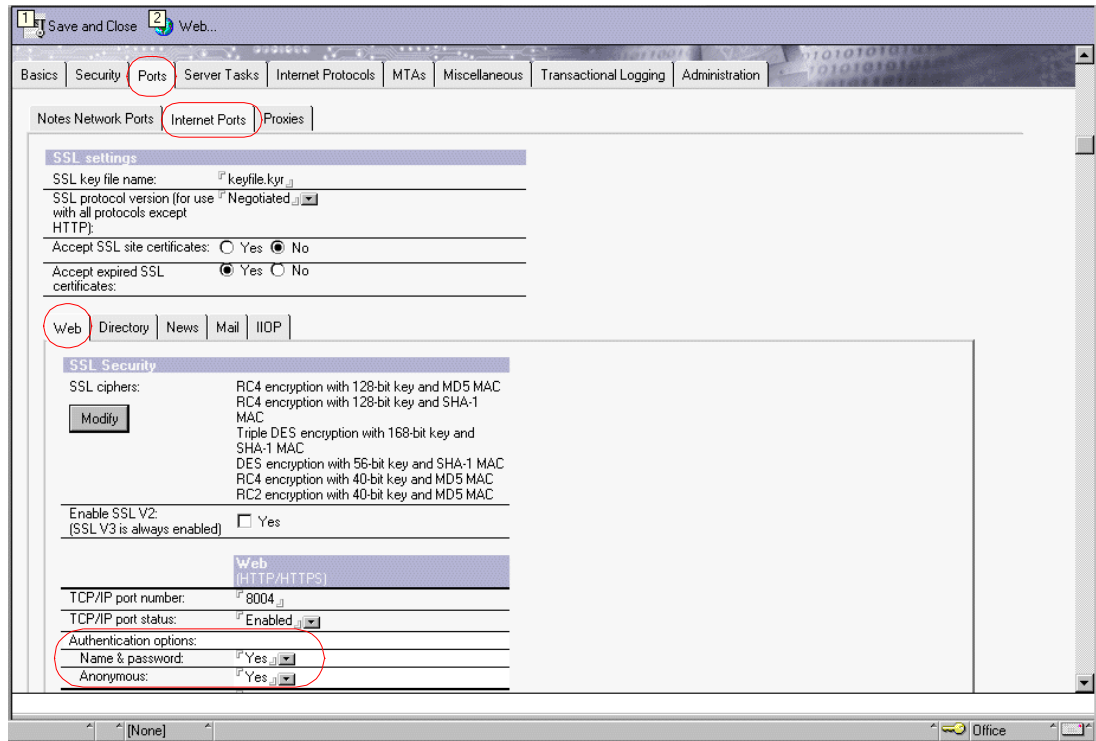 1 Save and Close 2 Web...
Basics Security Ports Server Tasks Internet Protocols MTAs Miscellaneous Transactional Logging Administration
Notes Network Ports Internet Ports Proxies
SSL settings
SSL key file name: keyfile.kyr
SSL protocol version (for use Negotiated
with all protocols except
HTTP):
Accept SSL site certificates: Yes No
Accept expired SSL Yes No
certificates:
Web Directory News Mail IIOP
SSL Security
SSL ciphers: RC4 encryption with 128-bit key and MD5 MAC
RC4 encryption with 128-bit key and SHA-1
Modify MAC
Triple DES encryption with 168-bit key and
SHA-1 MAC
DES encryption with 56-bit key and SHA-1 MAC
RC4 encryption with 40-bit key and MD5 MAC
RC2 encryption with 40-bit key and MD5 MAC
Enable SSL V2: Yes
(SSL V3 is always enabled)
Web
(HTTP/HTTPS)
TCP/IP port number: 8004
TCP/IP port status: Enabled
Authentication options:
Name & password: Yes
Anonymous: Yes
[None] Office